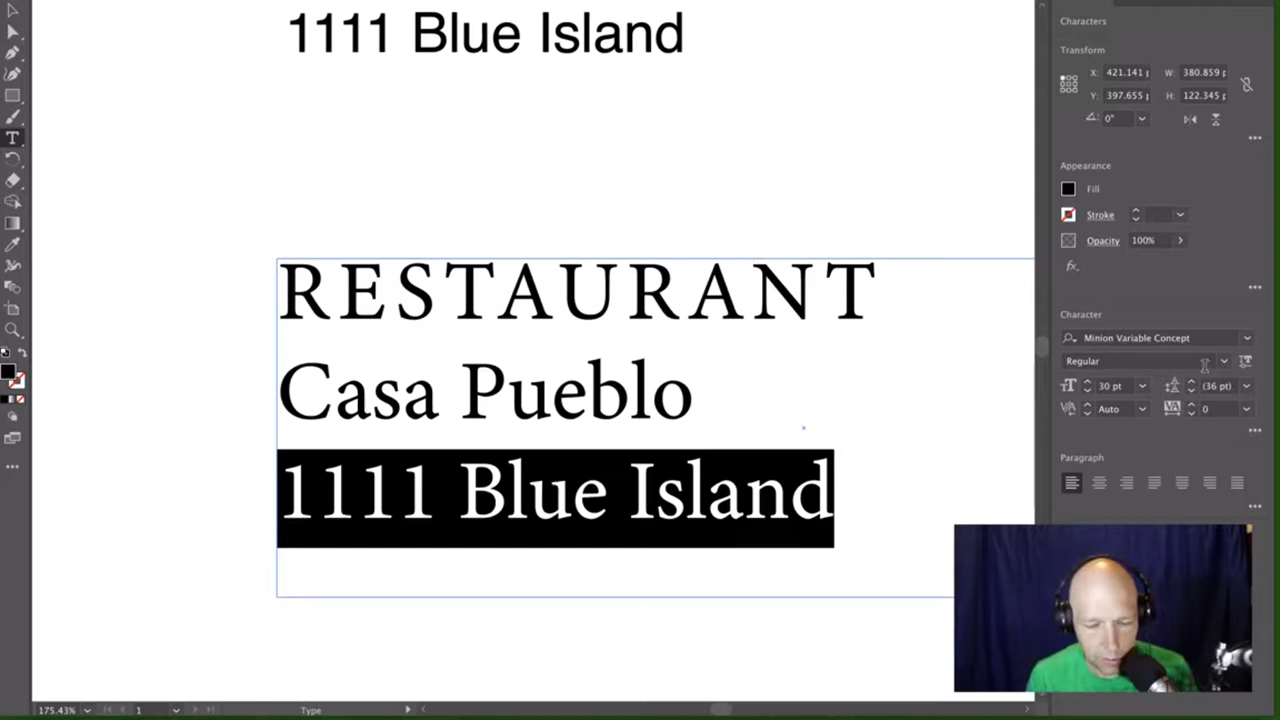 1111 Blue Island
RESTAURANT
Casa Pueblo
1111 Blue Island
Characters
Transform
X: 421.141 W: 380.859
Y: 397.655 H: 122.345
0°
Appearance
Fill
Stroke
Opacity 100%
fx
Character
Minion Variable Concept
Regular
30 pt (36 pt)
Auto 0
Paragraph
175.43% 1 Type